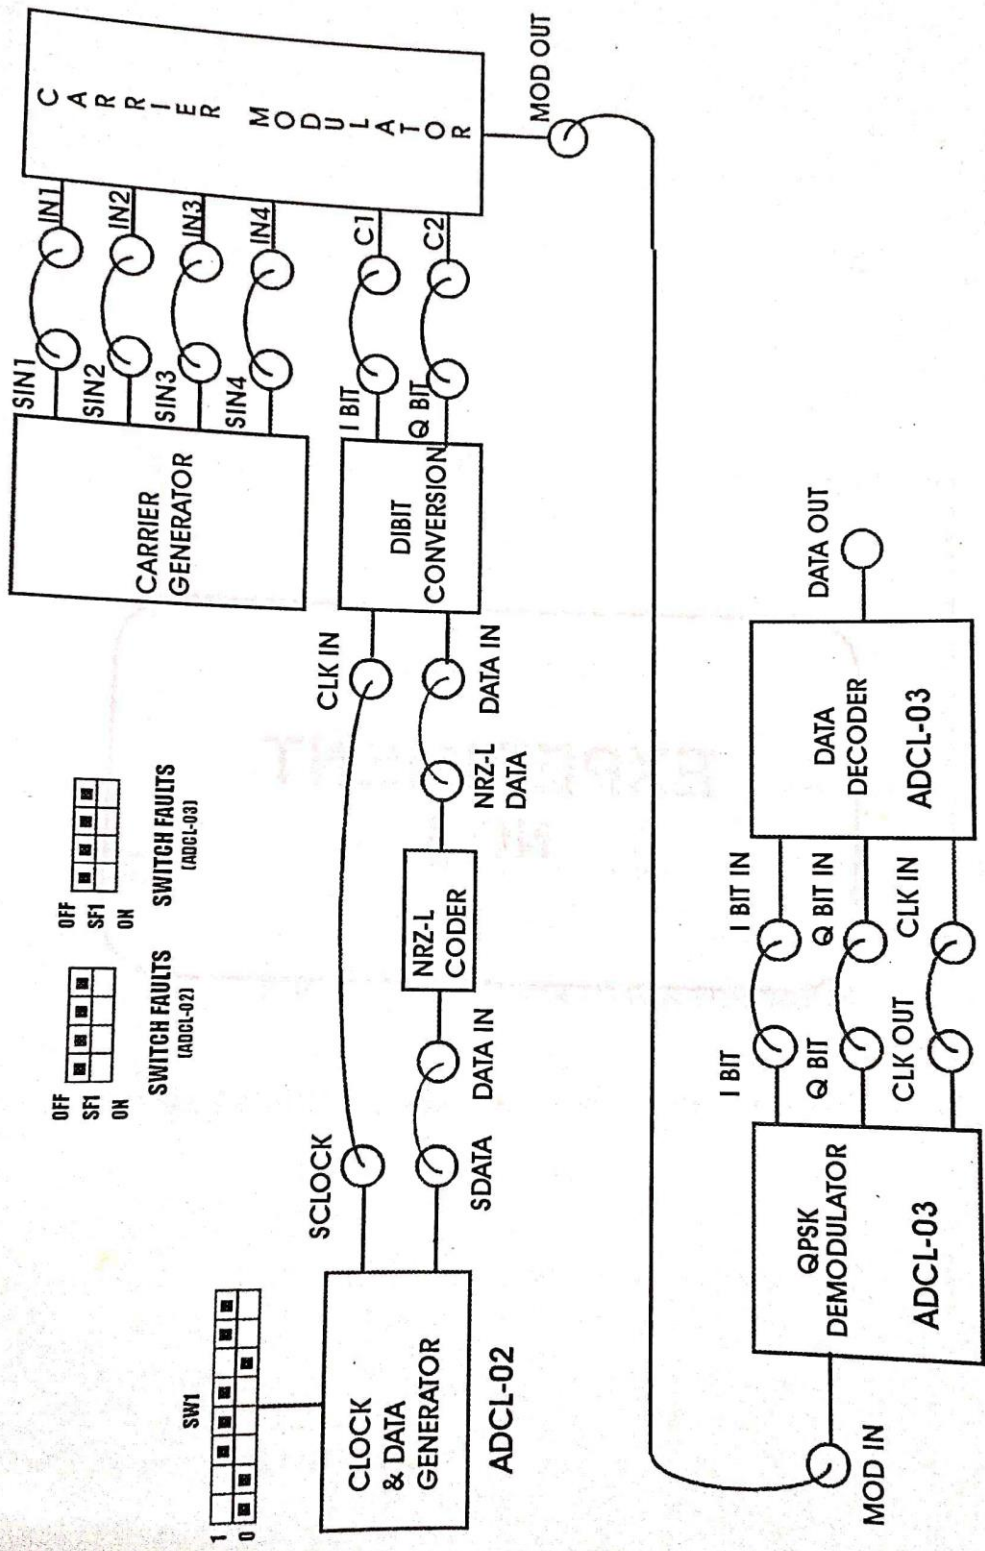 SW1
1
0
CLOCK
& DATA
GENERATOR
ADCL-02
OFF
SF1
ON
SWITCH FAULTS
(ADCL-02)
OFF
SF1
ON
SWITCH FAULTS
(ADCL-03)
SCLOCK
SDATA
DATA IN
NRZ-L
CODER
NRZ-L
DATA
CLK IN
DATA IN
DIBIT
CONVERSION
I BIT
Q BIT
C1
C2
CARRIER
GENERATOR
SIN1
SIN2
SIN3
SIN4
IN1
IN2
IN3
IN4
CARRIER MODULATOR
MOD OUT
MOD IN
QPSK
DEMODULATOR
ADCL-03
I BIT
Q BIT
CLK OUT
I BIT IN
Q BIT IN
CLK IN
DATA
DECODER
ADCL-03
DATA OUT